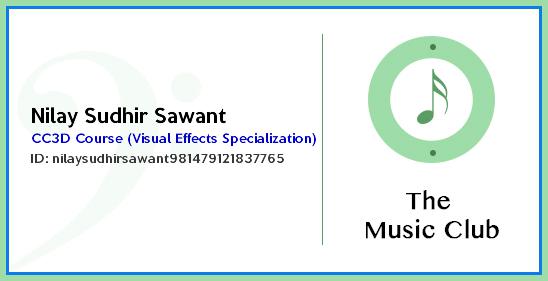 Nilay Sudhir Sawant
CC3D Course (Visual Effects Specialization)
ID: nilaysudhirsawant981479121837765
The
Music Club